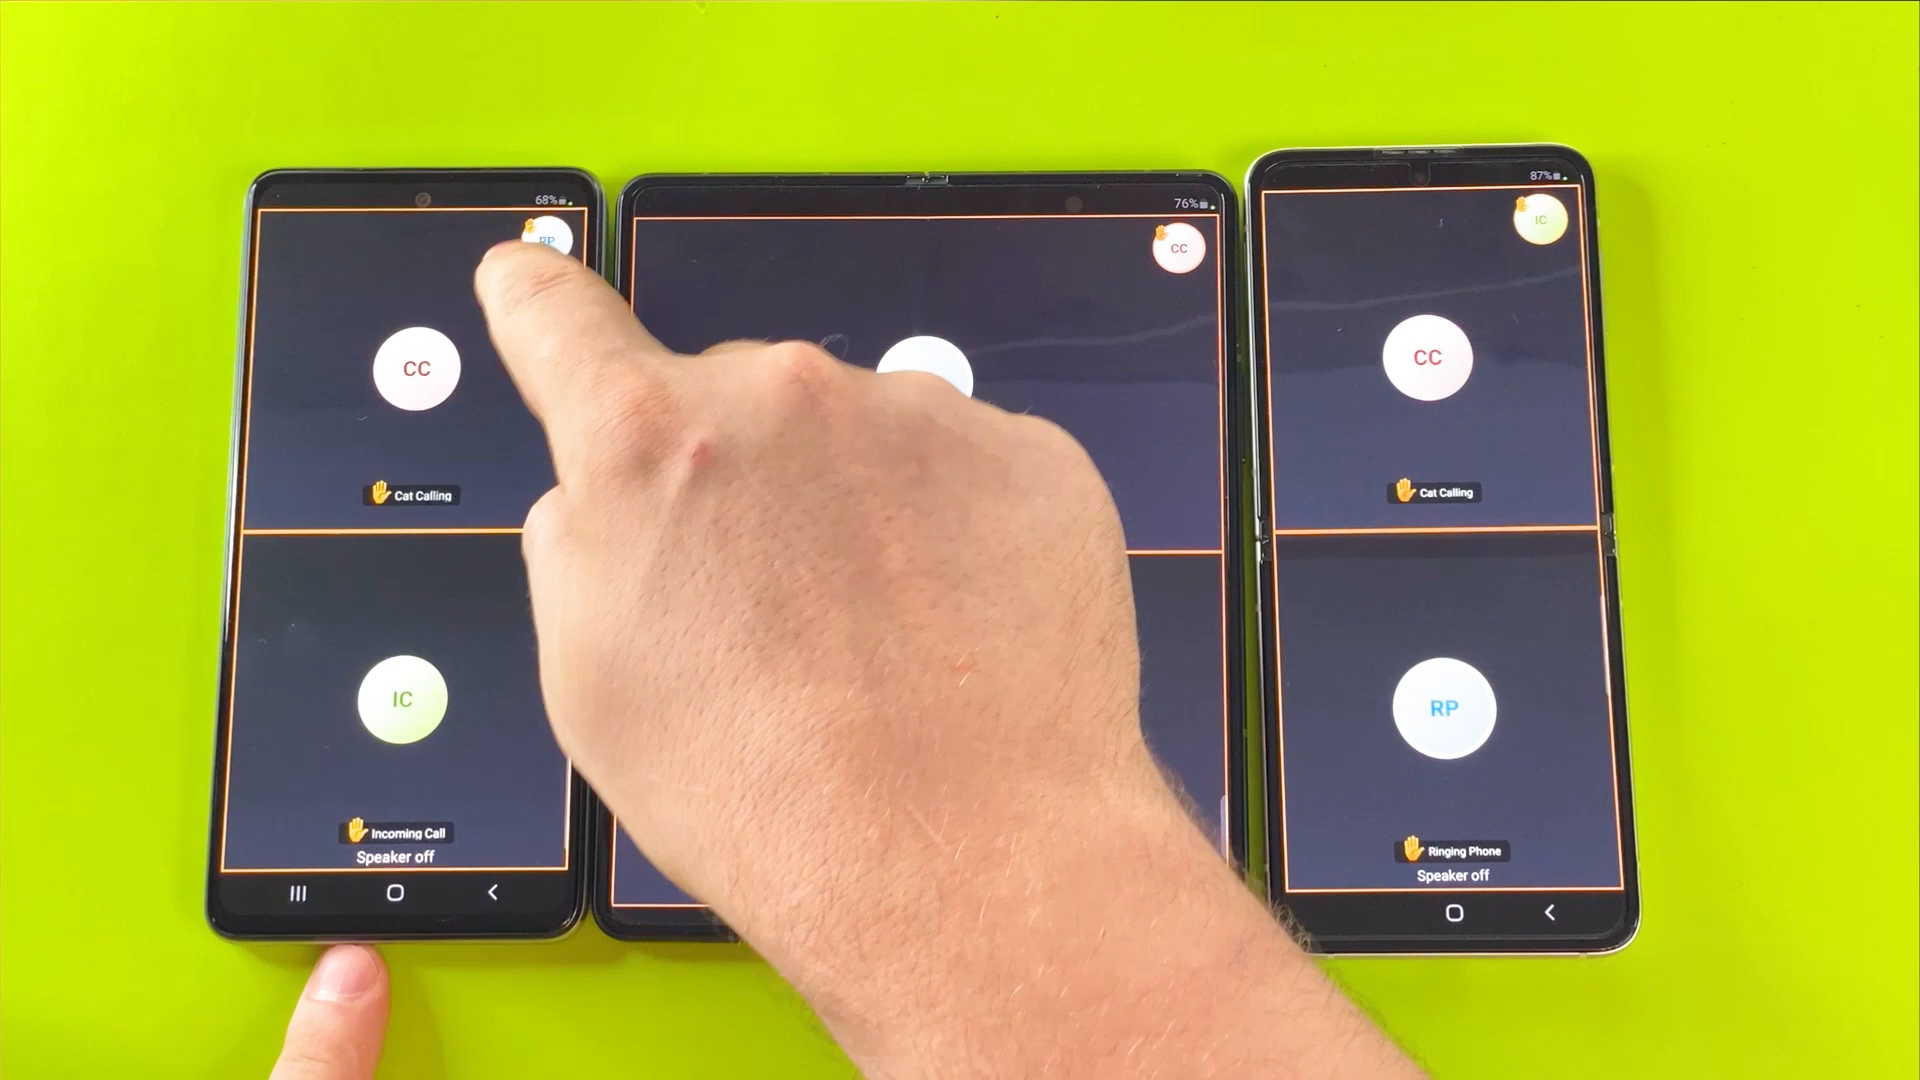 68%
RP
CC
Cat Calling
IC
Incoming Call
Speaker off
76%
CC
87%
IC
CC
Cat Calling
RP
Ringing Phone
Speaker off